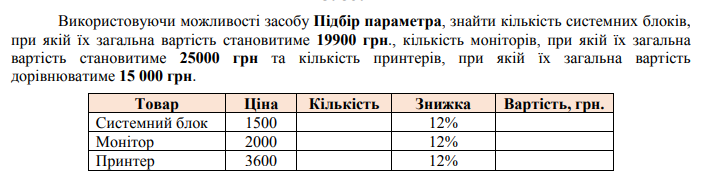 Використовуючи можливості засобу Підбір параметра, знайти кількість системних блоків,
при якій їх загальна вартість становитиме 19900 грн., кількість моніторів, при якій їх загальна
вартість становитиме 25000 грн та кількість принтерів, при якій їх загальна вартість
дорівнюватиме 15 000 грн.
Товар Ціна Кількість Знижка Вартість, грн.
Системний блок 1500 12%
Монітор 2000 12%
Принтер 3600 12%